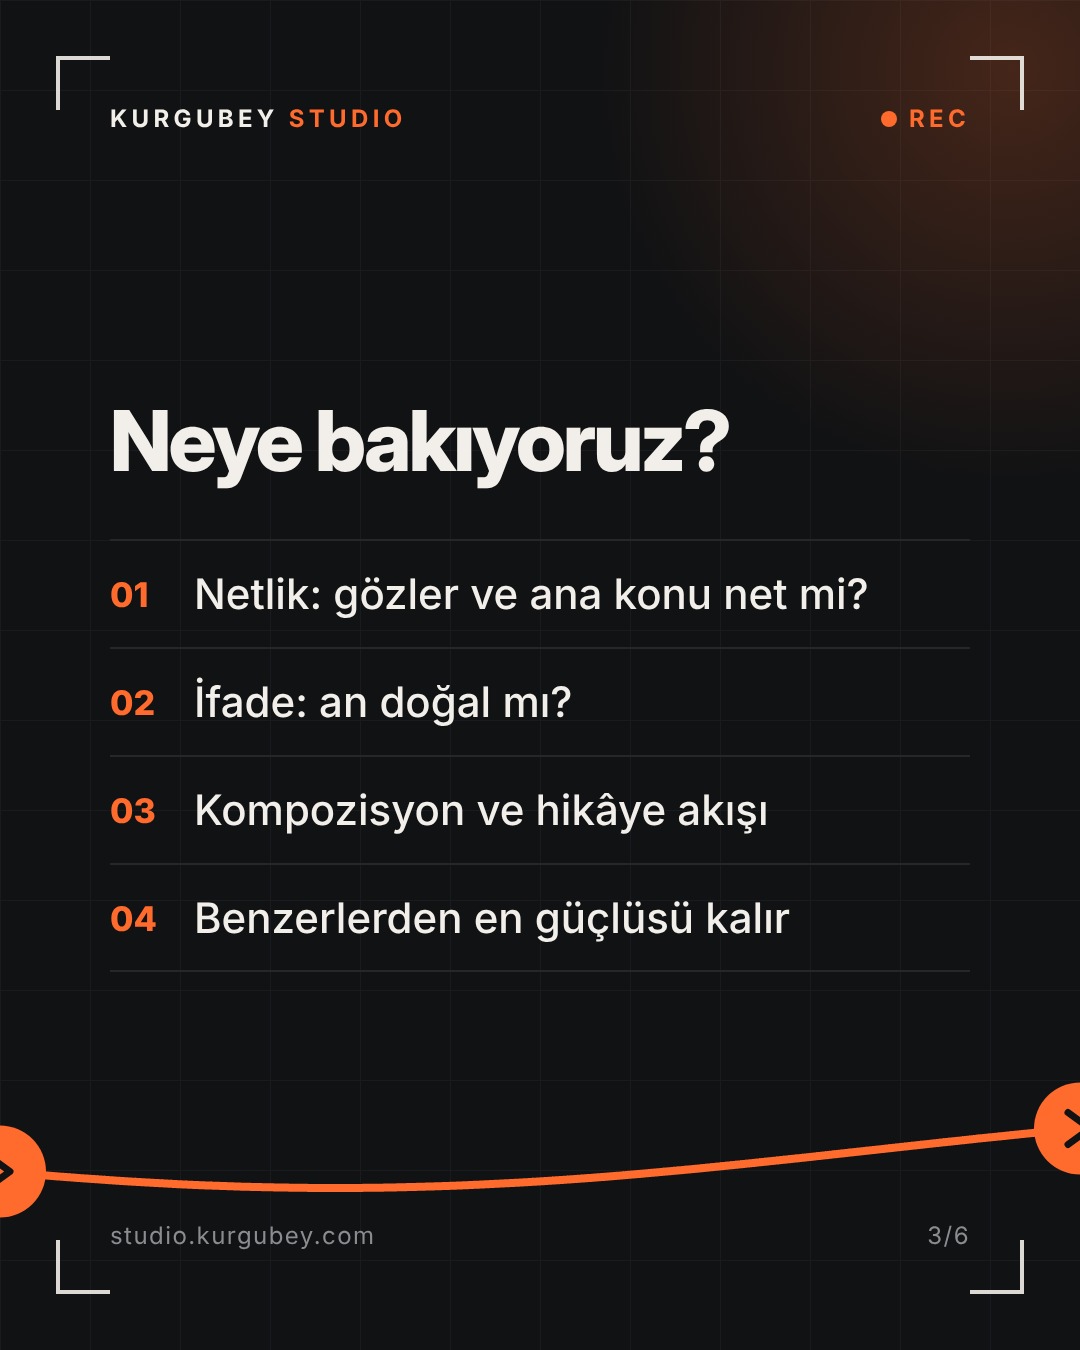 KURGUBEY STUDIO
REC
Neye bakıyoruz?
01 Netlik: gözler ve ana konu net mi?
02 İfade: an doğal mı?
03 Kompozisyon ve hikâye akışı
04 Benzerlerden en güçlüsü kalır
studio.kurgubey.com
3/6